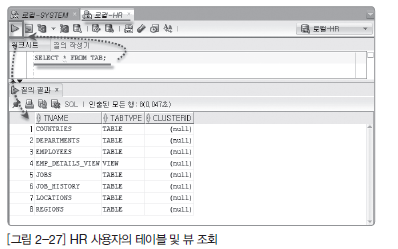 로컬-SYSTEM × 로컬-HR ×
로컬-HR
워크시트 질의 작성기
SELECT * FROM TAB;
질의 결과 ×
SQL | 인출된 모든 행: 8(0.047초)
TNAME TABTYPE CLUSTERID
1 COUNTRIES TABLE (null)
2 DEPARTMENTS TABLE (null)
3 EMPLOYEES TABLE (null)
4 EMP_DETAILS_VIEW VIEW (null)
5 JOBS TABLE (null)
6 JOB_HISTORY TABLE (null)
7 LOCATIONS TABLE (null)
8 REGIONS TABLE (null)
[그림 2-27] HR 사용자의 테이블 및 뷰 조회